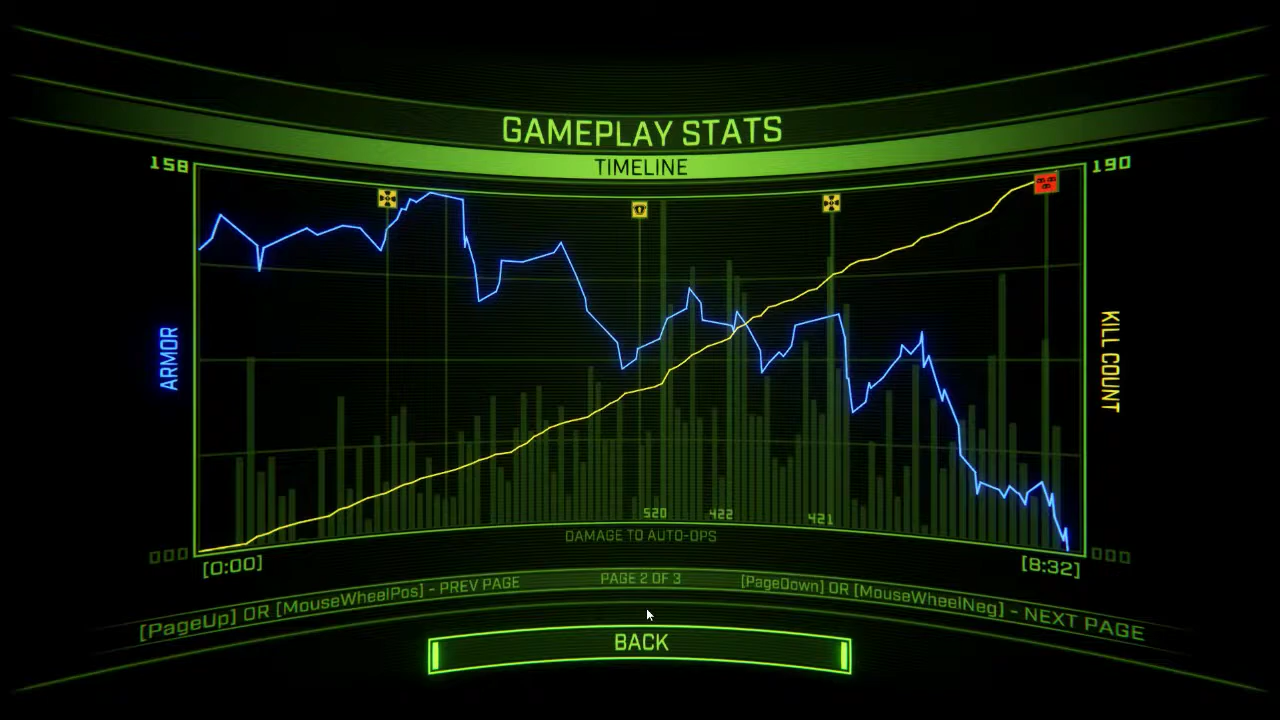 GAMEPLAY STATS
TIMELINE
158
190
ARMOR
KILL COUNT
520
422
421
000
000
DAMAGE TO AUTO-OPS
[0:00]
[8:32]
[PageUp] OR [MouseWheelPos] - PREV PAGE
PAGE 2 OF 3
[PageDown] OR [MouseWheelNeg] - NEXT PAGE
BACK